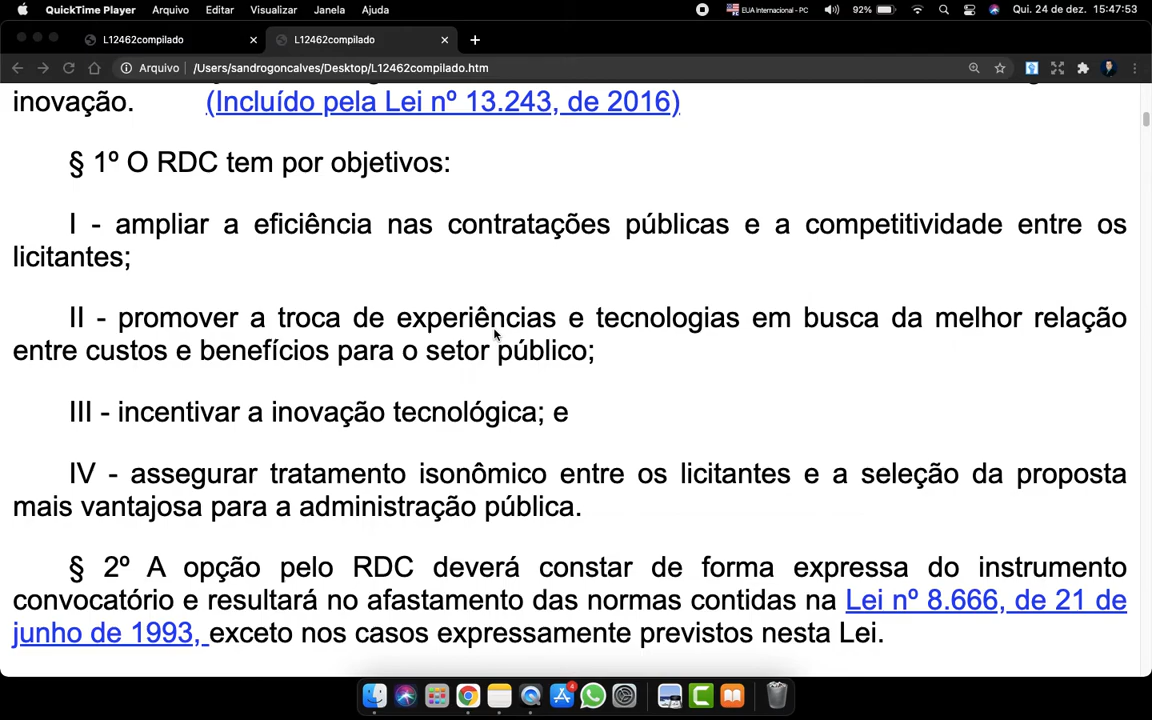 QuickTime Player Arquivo Editar Visualizar Janela Ajuda EUA Internacional - PC 92% Qui. 24 de dez. 15:47:53
L12462compilado L12462compilado
Arquivo /Users/sandrogoncalves/Desktop/L12462compilado.htm
inovação. (Incluído pela Lei nº 13.243, de 2016)
§ 1º O RDC tem por objetivos:
I - ampliar a eficiência nas contratações públicas e a competitividade entre os
licitantes;
II - promover a troca de experiências e tecnologias em busca da melhor relação
entre custos e benefícios para o setor público;
III - incentivar a inovação tecnológica; e
IV - assegurar tratamento isonômico entre os licitantes e a seleção da proposta
mais vantajosa para a administração pública.
§ 2º A opção pelo RDC deverá constar de forma expressa do instrumento
convocatório e resultará no afastamento das normas contidas na Lei nº 8.666, de 21 de
junho de 1993, exceto nos casos expressamente previstos nesta Lei.